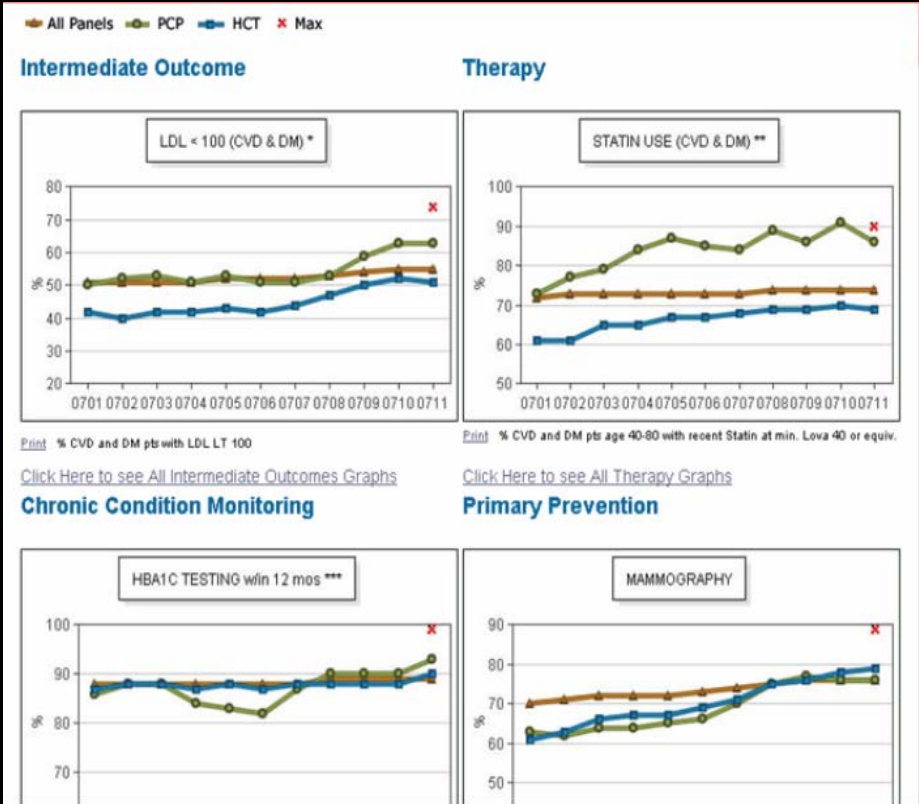 All Panels PCP HCT Max
Intermediate Outcome
Therapy
LDL < 100 (CVD & DM) *
80
70
60
50
40
30
20
%
0701 0702 0703 0704 0705 0706 0707 0708 0709 0710 0711
Print % CVD and DM pts with LDL LT 100
Click Here to see All Intermediate Outcomes Graphs
STATIN USE (CVD & DM) **
100
90
80
70
60
50
%
0701 0702 0703 0704 0705 0706 0707 0708 0709 0710 0711
Print % CVD and DM pts age 40-80 with recent Statin at min. Lova 40 or equiv.
Click Here to see All Therapy Graphs
Chronic Condition Monitoring
Primary Prevention
HBA1C TESTING w/in 12 mos ***
100
90
80
70
%
MAMMOGRAPHY
90
80
70
60
50
%